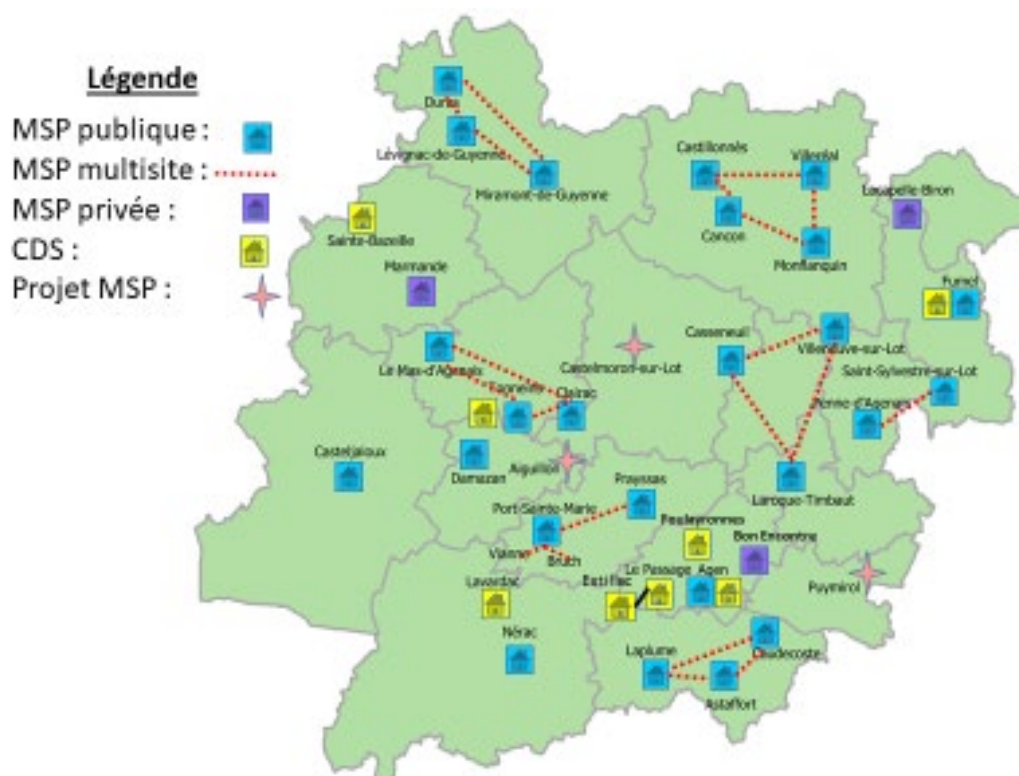 Légende
MSP publique :
MSP multisite :
MSP privée :
CDS :
Projet MSP :
Duras
Lévignac-de-Guyenne
Miramont-de-Guyenne
Castillonnès
Villeréal
Cancon
Monflanquin
Lacapelle-Biron
Sainte-Bazeille
Marmande
Fumel
Casseneuil
Villeneuve-sur-Lot
Castelmoron-sur-Lot
Le Mas-d'Agenais
Saint-Sylvestre-sur-Lot
Tonneins
Clairac
Penne-d'Agenais
Casteljaloux
Damazan
Aiguillon
Laroque-Timbaut
Prayssas
Port-Sainte-Marie
Fouleyronnes
Bon Encontre
Vianne
Bruch
Le Passage
Agen
Puymirol
Lavardac
Estillac
Nérac
Laplume
Caudecoste
Astaffort